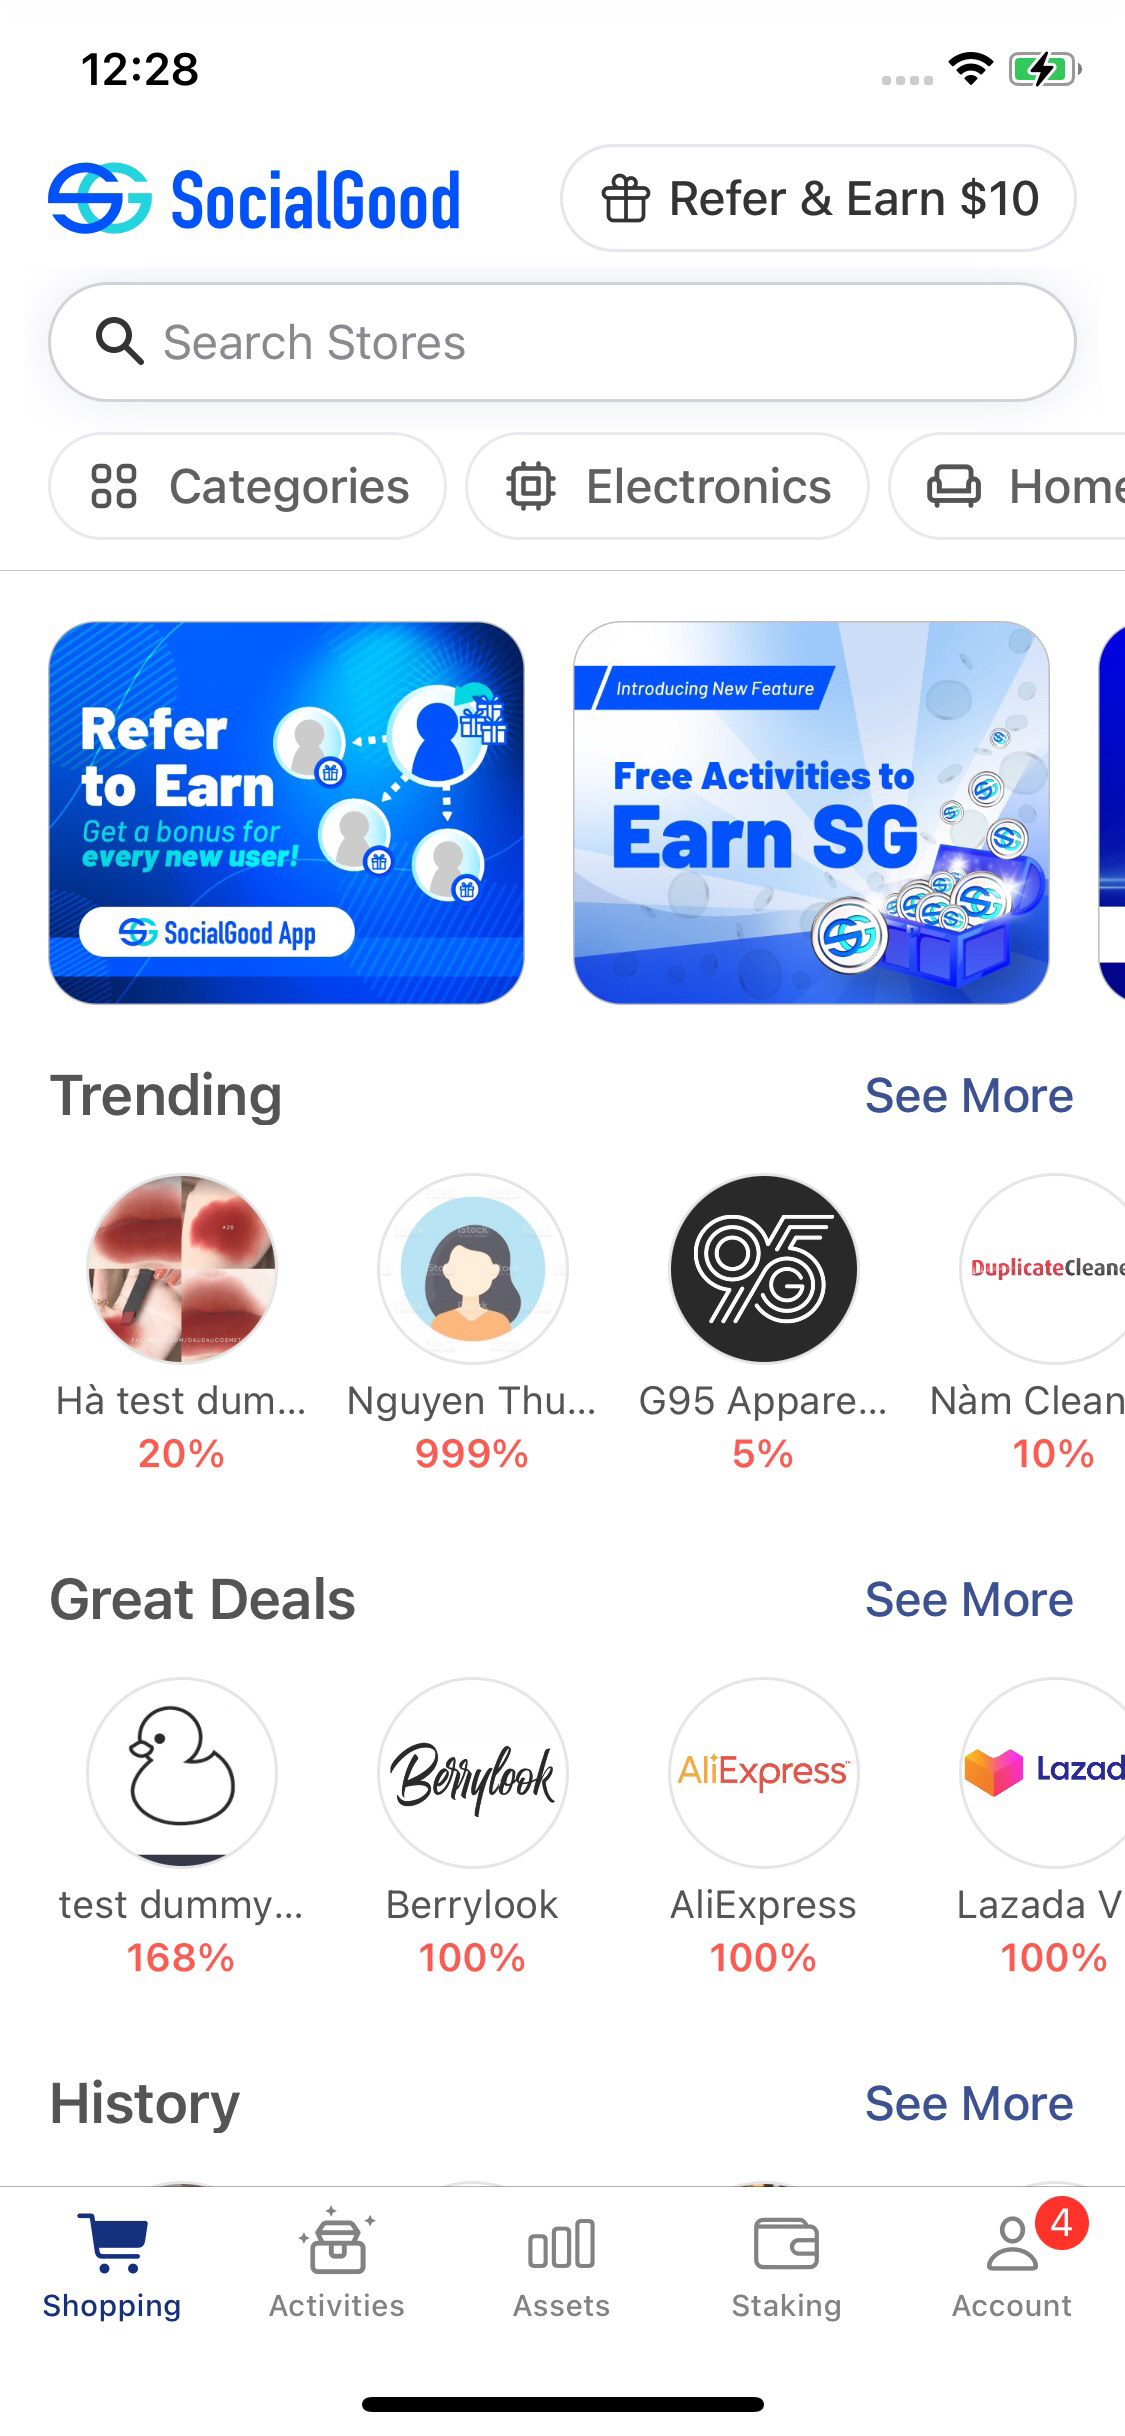 12:28
SocialGood
Refer & Earn $10
Search Stores
Categories
Electronics
Home
Refer
to Earn
Get a bonus for
every new user!
SocialGood App
Introducing New Feature
Free Activities to
Earn SG
Trending
See More
DuplicateCleane
Hà test dum...
Nguyen Thu...
G95 Appare...
Nàm Clean
20%
999%
5%
10%
Great Deals
See More
Berrylook
AliExpress
Lazad
test dummy...
Berrylook
AliExpress
Lazada V
168%
100%
100%
100%
History
See More
4
Shopping
Activities
Assets
Staking
Account